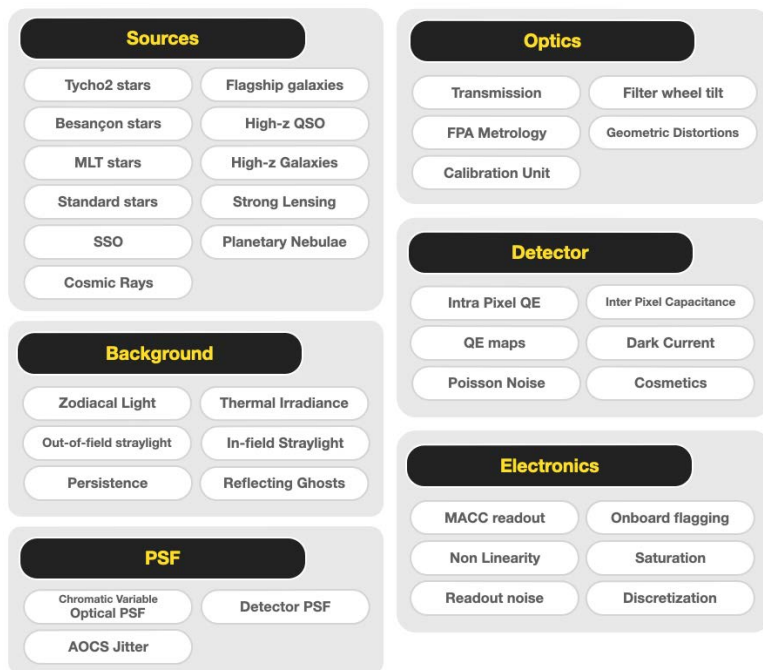 Sources
Tycho2 stars
Flagship galaxies
Besançon stars
High-z QSO
MLT stars
High-z Galaxies
Standard stars
Strong Lensing
SSO
Planetary Nebulae
Cosmic Rays
Background
Zodiacal Light
Thermal Irradiance
Out-of-field straylight
In-field Straylight
Persistence
Reflecting Ghosts
PSF
Chromatic Variable
Optical PSF
Detector PSF
AOCS Jitter
Optics
Transmission
Filter wheel tilt
FPA Metrology
Geometric Distortions
Calibration Unit
Detector
Intra Pixel QE
Inter Pixel Capacitance
QE maps
Dark Current
Poisson Noise
Cosmetics
Electronics
MACC readout
Onboard flagging
Non Linearity
Saturation
Readout noise
Discretization